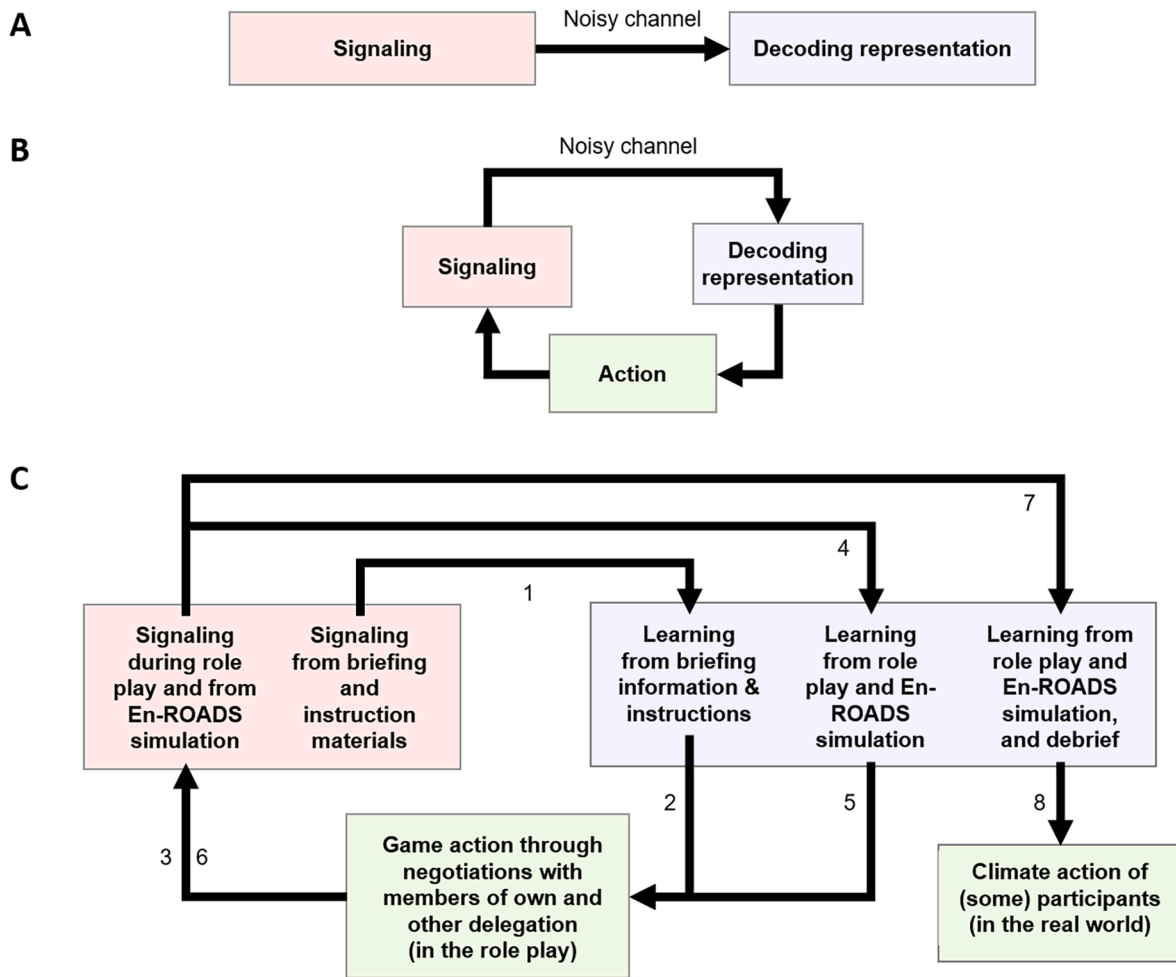 A
Noisy channel
Signaling
Decoding representation
B
Noisy channel
Signaling
Decoding
representation
Action
C
7
4
1
Signaling
during role
play and from
En-ROADS
simulation
Signaling
from briefing
and
instruction
materials
Learning
from briefing
information &
instructions
Learning
from role
play and En-
ROADS
simulation
Learning from
role play and
En-ROADS
simulation,
and debrief
2
5
8
3
6
Game action through
negotiations with
members of own and
other delegation
(in the role play)
Climate action of
(some) participants
(in the real world)